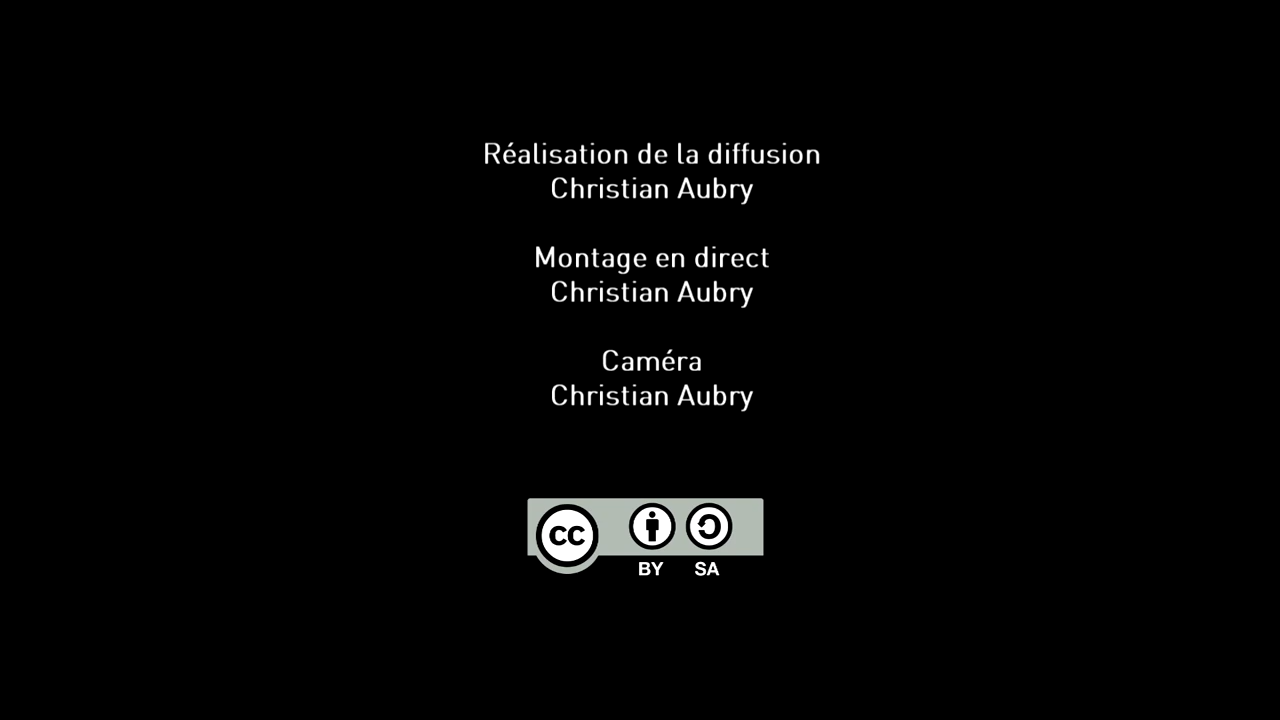 Réalisation de la diffusion
Christian Aubry
Montage en direct
Christian Aubry
Caméra
Christian Aubry
CC
BY SA